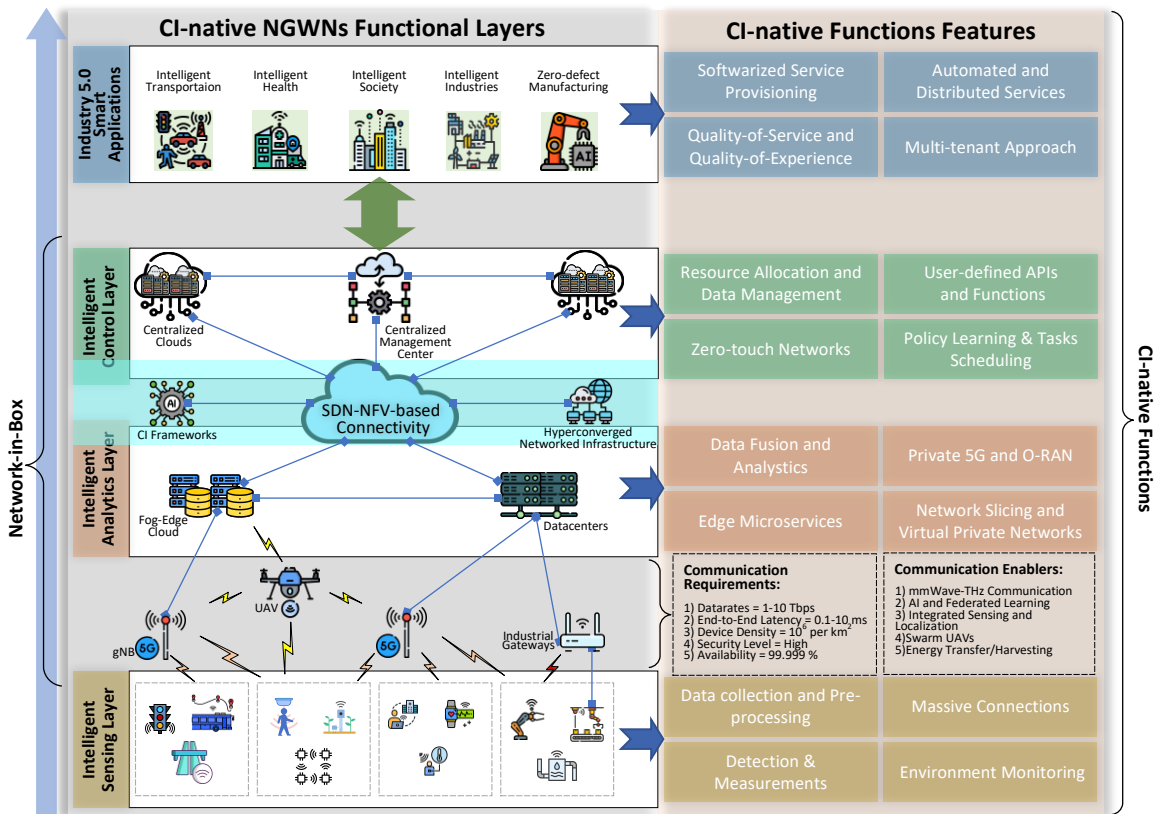 CI-native NGWNs Functional Layers
CI-native Functions Features
Network-in-Box
CI-native Functions
Industry 5.0
Smart
Applications
Intelligent
Transportaion
Intelligent
Health
Intelligent
Society
Intelligent
Industries
Zero-defect
Manufacturing
AI
Softwarized Service
Provisioning
Automated and
Distributed Services
Quality-of-Service and
Quality-of-Experience
Multi-tenant Approach
Intelligent
Control Layer
Centralized
Clouds
Centralized
Management
Center
Resource Allocation and
Data Management
User-defined APIs
and Functions
Zero-touch Networks
Policy Learning & Tasks
Scheduling
AI
CI Frameworks
SDN-NFV-based
Connectivity
Hyperconverged
Networked Infrastructure
Intelligent
Analytics Layer
Fog-Edge
Cloud
Datacenters
Data Fusion and
Analytics
Private 5G and O-RAN
Edge Microservices
Network Slicing and
Virtual Private Networks
UAV
gNB
5G
5G
Industrial
Gateways
Communication
Requirements:
1) Datarates = 1-10 Tbps
2) End-to-End Latency = 0.1-10 ms
3) Device Density = 10^6 per km^2
4) Security Level = High
5) Availability = 99.999 %
Communication Enablers:
1) mmWave-THz Communication
2) AI and Federated Learning
3) Integrated Sensing and
Localization
4)Swarm UAVs
5)Energy Transfer/Harvesting
Intelligent
Sensing Layer
Data collection and Pre-
processing
Massive Connections
Detection &
Measurements
Environment Monitoring